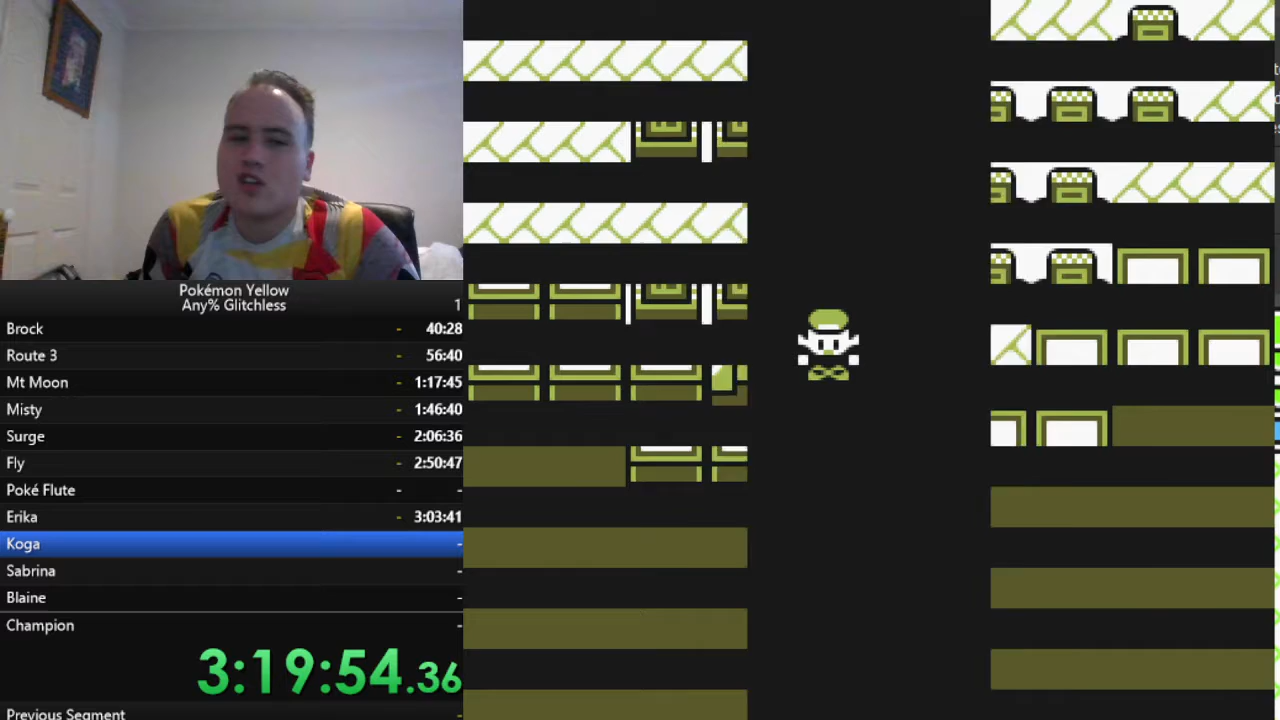 Pokémon Yellow
Any% Glitchless
1
Brock - 40:28
Route 3 - 56:40
Mt Moon - 1:17:45
Misty - 1:46:40
Surge - 2:06:36
Fly - 2:50:47
Poké Flute - -
Erika - 3:03:41
Koga -
Sabrina -
Blaine -
Champion -
3:19:54.36
Previous Segment -